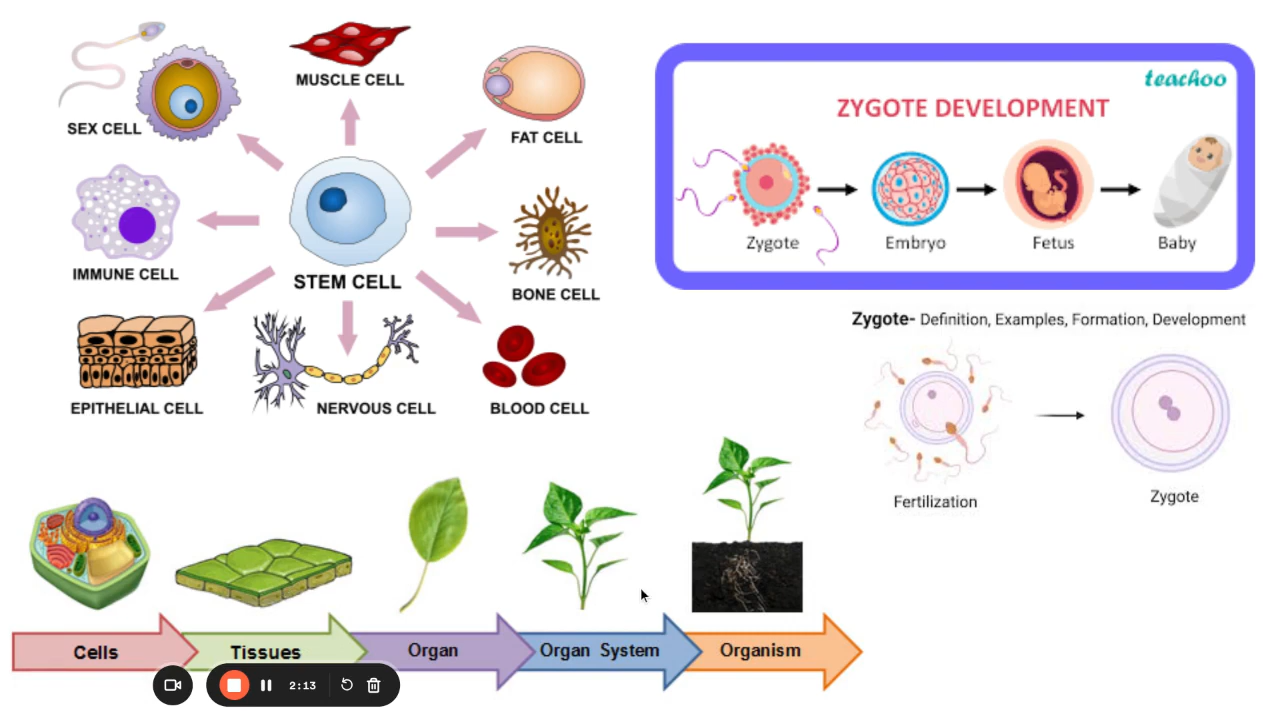 SEX CELL
MUSCLE CELL
FAT CELL
IMMUNE CELL
STEM CELL
BONE CELL
EPITHELIAL CELL
NERVOUS CELL
BLOOD CELL
teachoo
ZYGOTE DEVELOPMENT
Zygote
Embryo
Fetus
Baby
Zygote- Definition, Examples, Formation, Development
Fertilization
Zygote
Cells
Tissues
Organ
Organ System
Organism
2:13